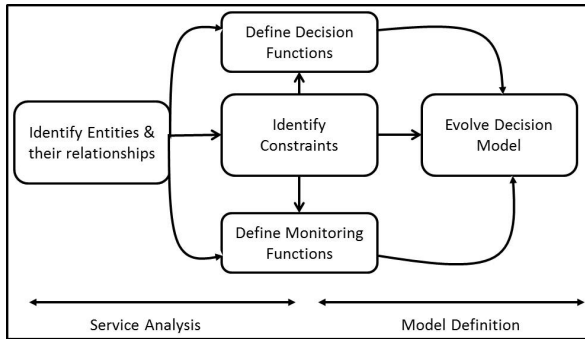 Define Decision
Functions
Identify Entities &
their relationships
Identify
Constraints
Evolve Decision
Model
Define Monitoring
Functions
Service Analysis
Model Definition